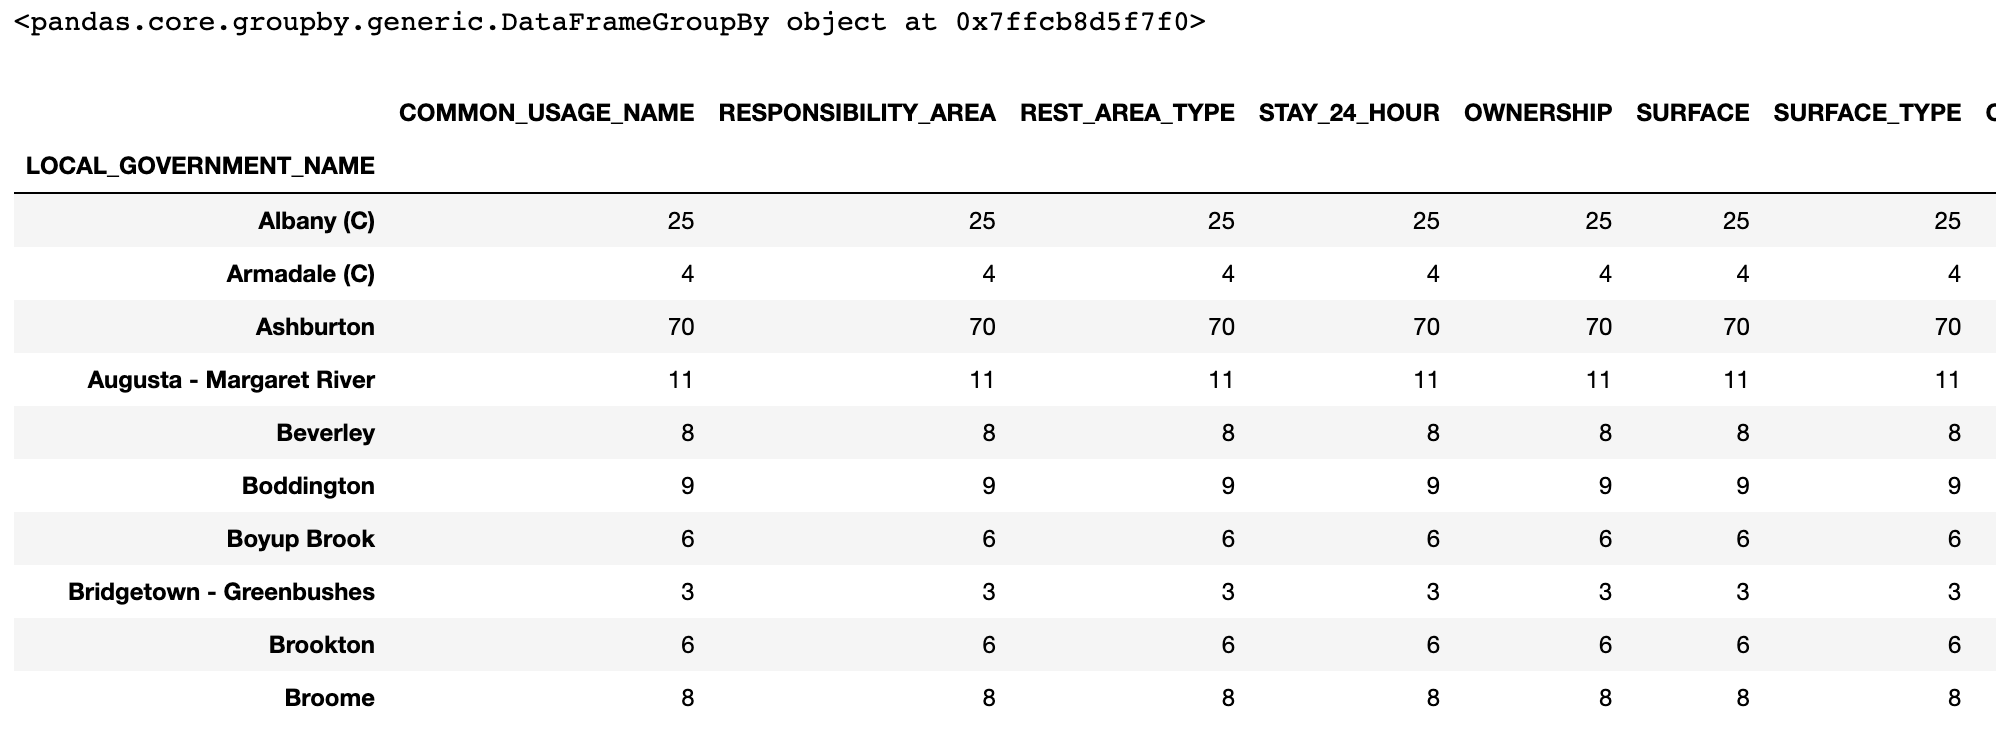 <pandas.core.groupby.generic.DataFrameGroupBy object at 0x7ffcb8d5f7f0>
COMMON_USAGE_NAME RESPONSIBILITY_AREA REST_AREA_TYPE STAY_24_HOUR OWNERSHIP SURFACE SURFACE_TYPE
LOCAL_GOVERNMENT_NAME
Albany (C) 25 25 25 25 25 25 25
Armadale (C) 4 4 4 4 4 4 4
Ashburton 70 70 70 70 70 70 70
Augusta - Margaret River 11 11 11 11 11 11 11
Beverley 8 8 8 8 8 8 8
Boddington 9 9 9 9 9 9 9
Boyup Brook 6 6 6 6 6 6 6
Bridgetown - Greenbushes 3 3 3 3 3 3 3
Brookton 6 6 6 6 6 6 6
Broome 8 8 8 8 8 8 8